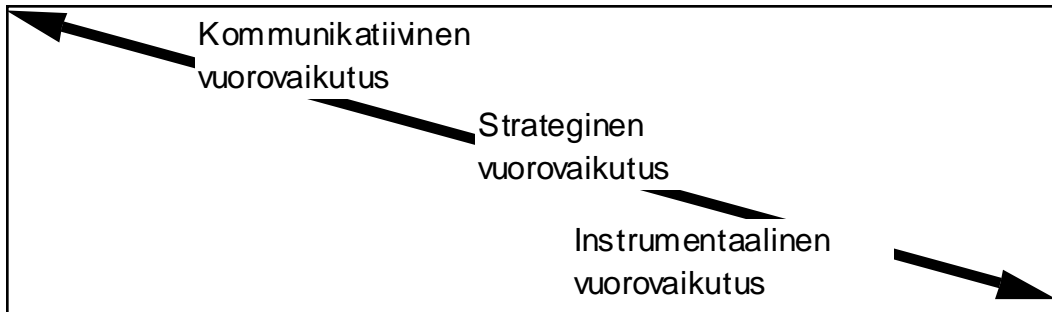 Kommunikatiivinen
vuorovaikutus
Strateginen
vuorovaikutus
Instrumentaalinen
vuorovaikutus